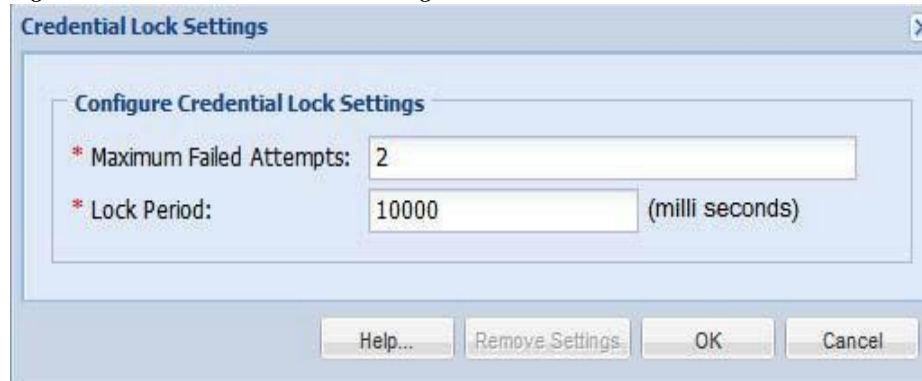 Credential Lock Settings
Configure Credential Lock Settings
* Maximum Failed Attempts: 2
* Lock Period: 10000 (milli seconds)
Help... Remove Settings OK Cancel